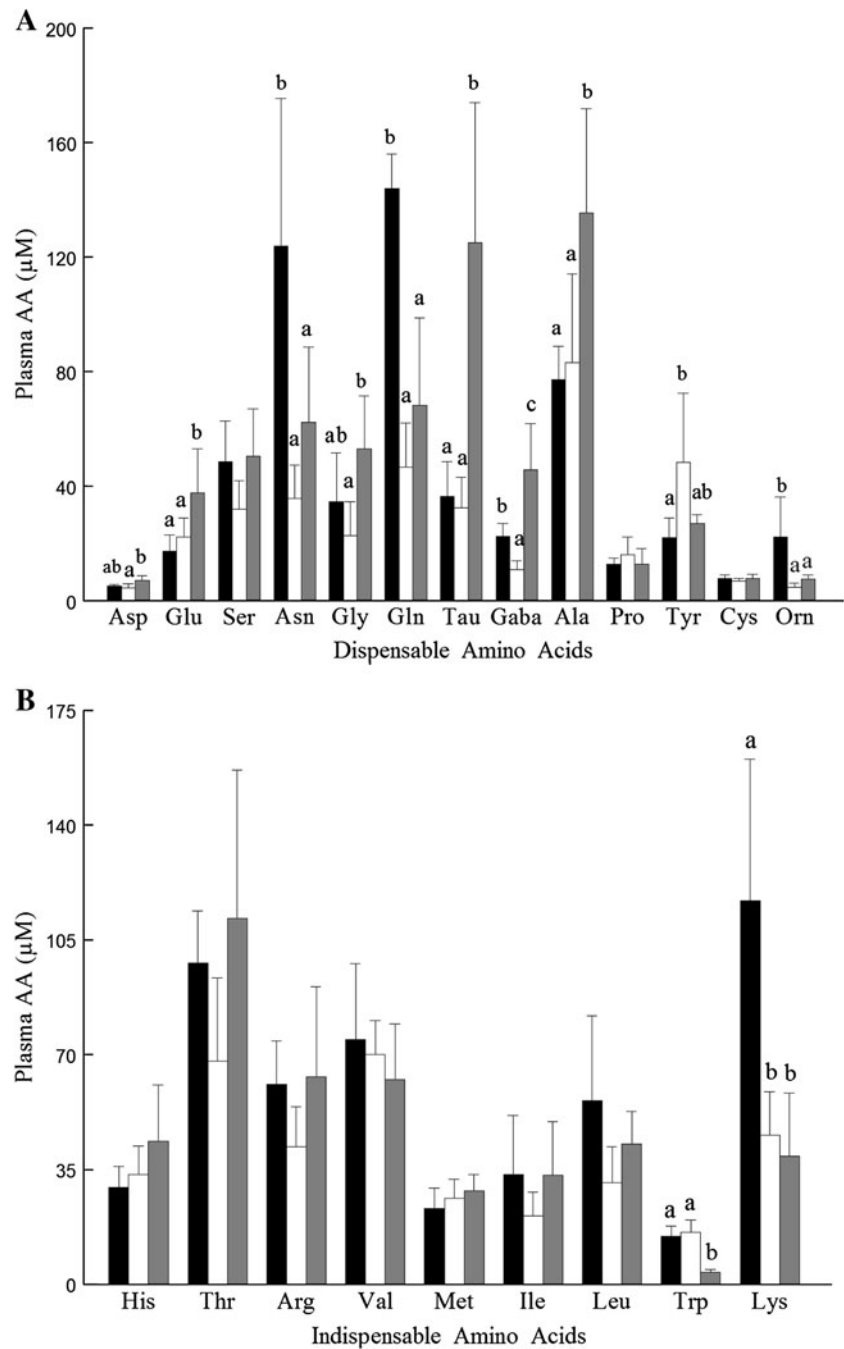 A
200
160
120
80
40
0
Plasma AA (µM)
b
b
b
b
a
a
a
a
b
ab
a
b
a
a
a
a
b
a
c
a
b
a
ab
b
a
a
ab
a
b
Asp Glu Ser Asn Gly Gln Tau Gaba Ala Pro Tyr Cys Orn
Dispensable Amino Acids
B
175
140
105
70
35
0
Plasma AA (µM)
a
b b
a a
b
His Thr Arg Val Met Ile Leu Trp Lys
Indispensable Amino Acids